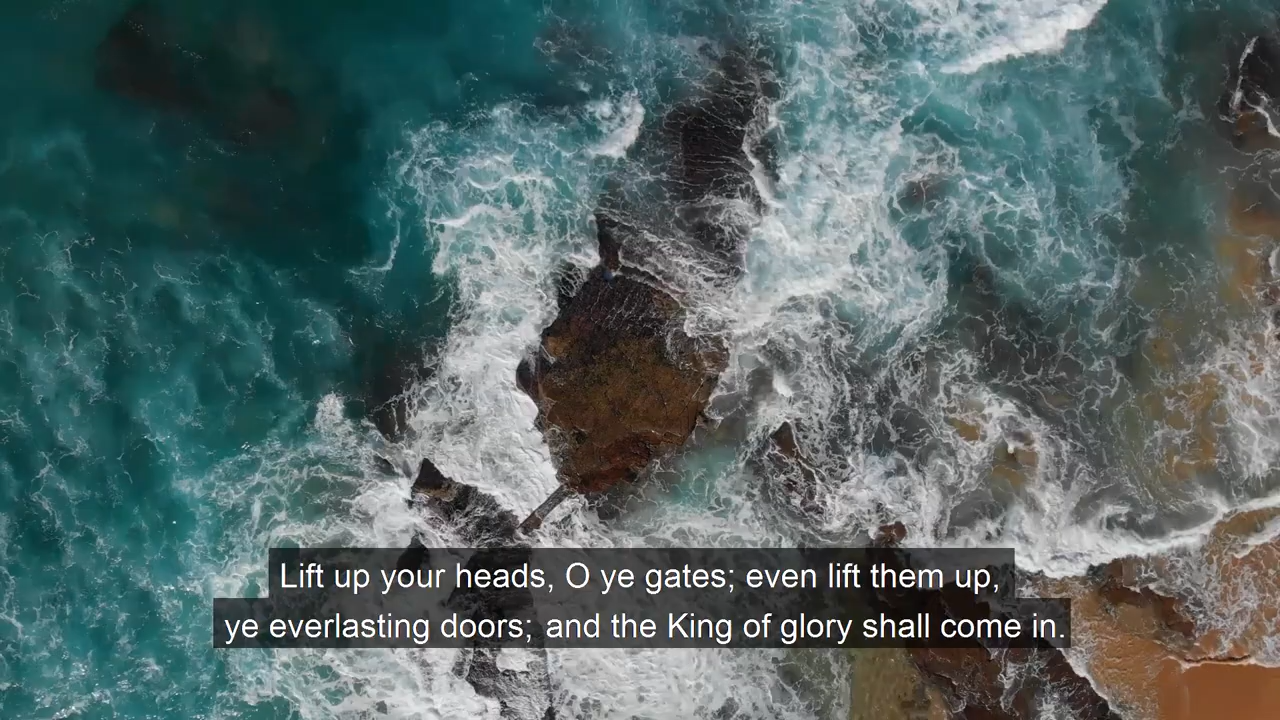 Lift up your heads, O ye gates; even lift them up,
ye everlasting doors; and the King of glory shall come in.